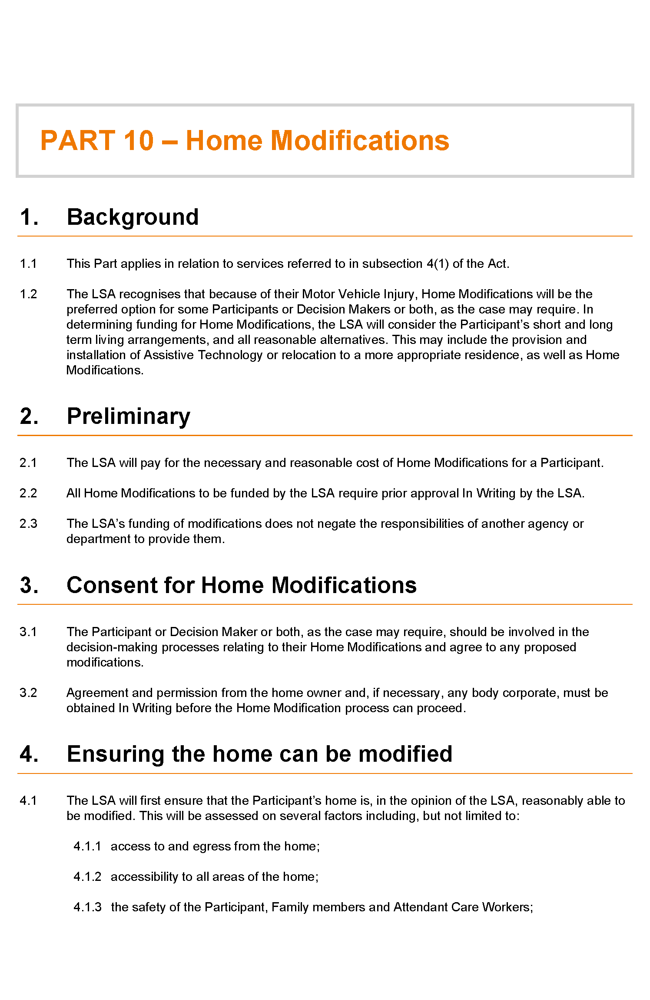 PART 10 – Home Modifications
1. Background
1.1 This Part applies in relation to services referred to in subsection 4(1) of the Act.
1.2 The LSA recognises that because of their Motor Vehicle Injury, Home Modifications will be the
preferred option for some Participants or Decision Makers or both, as the case may require. In
determining funding for Home Modifications, the LSA will consider the Participant’s short and long
term living arrangements, and all reasonable alternatives. This may include the provision and
installation of Assistive Technology or relocation to a more appropriate residence, as well as Home
Modifications.
2. Preliminary
2.1 The LSA will pay for the necessary and reasonable cost of Home Modifications for a Participant.
2.2 All Home Modifications to be funded by the LSA require prior approval In Writing by the LSA.
2.3 The LSA’s funding of modifications does not negate the responsibilities of another agency or
department to provide them.
3. Consent for Home Modifications
3.1 The Participant or Decision Maker or both, as the case may require, should be involved in the
decision-making processes relating to their Home Modifications and agree to any proposed
modifications.
3.2 Agreement and permission from the home owner and, if necessary, any body corporate, must be
obtained In Writing before the Home Modification process can proceed.
4. Ensuring the home can be modified
4.1 The LSA will first ensure that the Participant’s home is, in the opinion of the LSA, reasonably able to
be modified. This will be assessed on several factors including, but not limited to:
4.1.1 access to and egress from the home;
4.1.2 accessibility to all areas of the home;
4.1.3 the safety of the Participant, Family members and Attendant Care Workers;